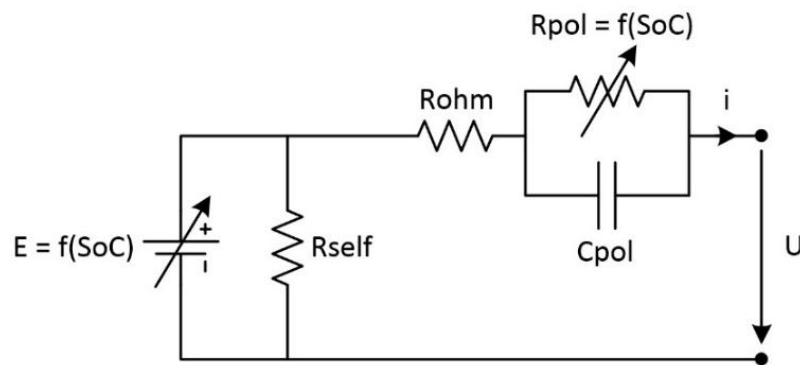 Rpol = f(SoC)
Rohm
i
+
E = f(SoC)
-
Rself
Cpol
U